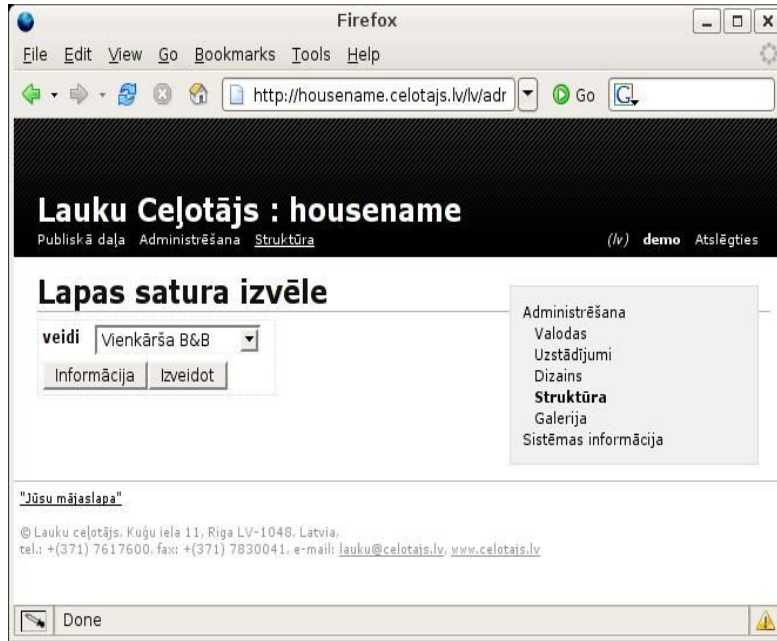 Firefox
File Edit View Go Bookmarks Tools Help
http://housename.celotajs.lv/lv/adr Go G
Lauku Ceļotājs : housename
Publiskā daļa Administrēšana Struktūra (lv) demo Atslēgties
Lapas satura izvēle
veidi Vienkārša B&B
Informācija Izveidot
Administrēšana
Valodas
Uzstādījumi
Dizains
Struktūra
Galerija
Sistēmas informācija
"Jūsu mājaslapa"
© Lauku ceļotājs, Kuģu iela 11, Riga LV-1048, Latvia,
tel.: +(371) 7617600, fax: +(371) 7830041, e-mail: lauku@celotajs.lv, www.celotajs.lv
Done